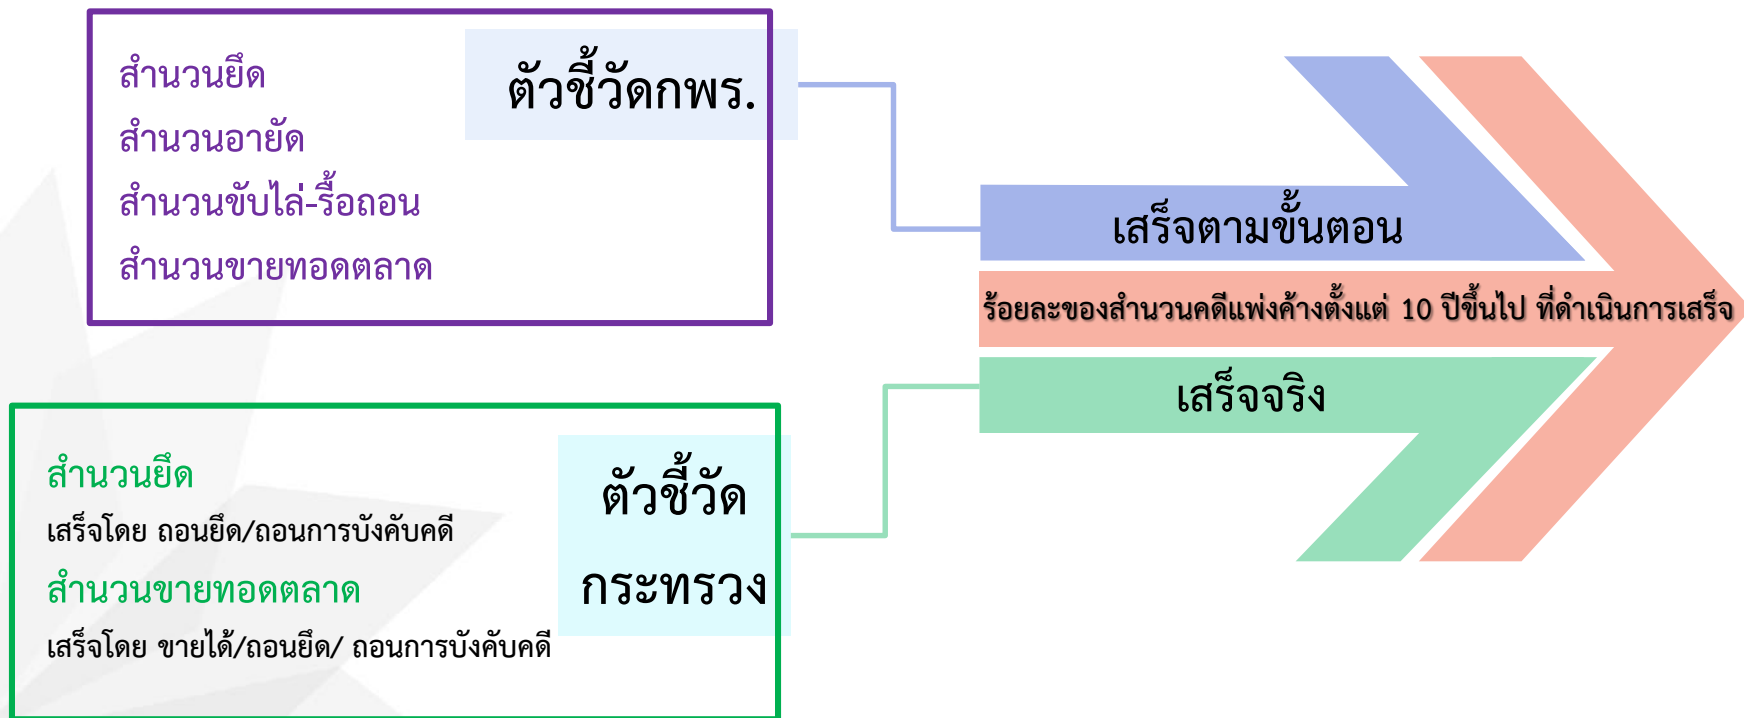 สำนวนยึด
สำนวนอายัด
สำนวนขับไล่-รื้อถอน
สำนวนขายทอดตลาด
ตัวชี้วัดกพร.
เสร็จตามขั้นตอน
ร้อยละของสำนวนคดีแพ่งค้างตั้งแต่ 10 ปีขึ้นไป ที่ดำเนินการเสร็จ
เสร็จจริง
สำนวนยึด
เสร็จโดย ถอนยึด/ถอนการบังคับคดี
สำนวนขายทอดตลาด
เสร็จโดย ขายได้/ถอนยึด/ ถอนการบังคับคดี
ตัวชี้วัด
กระทรวง